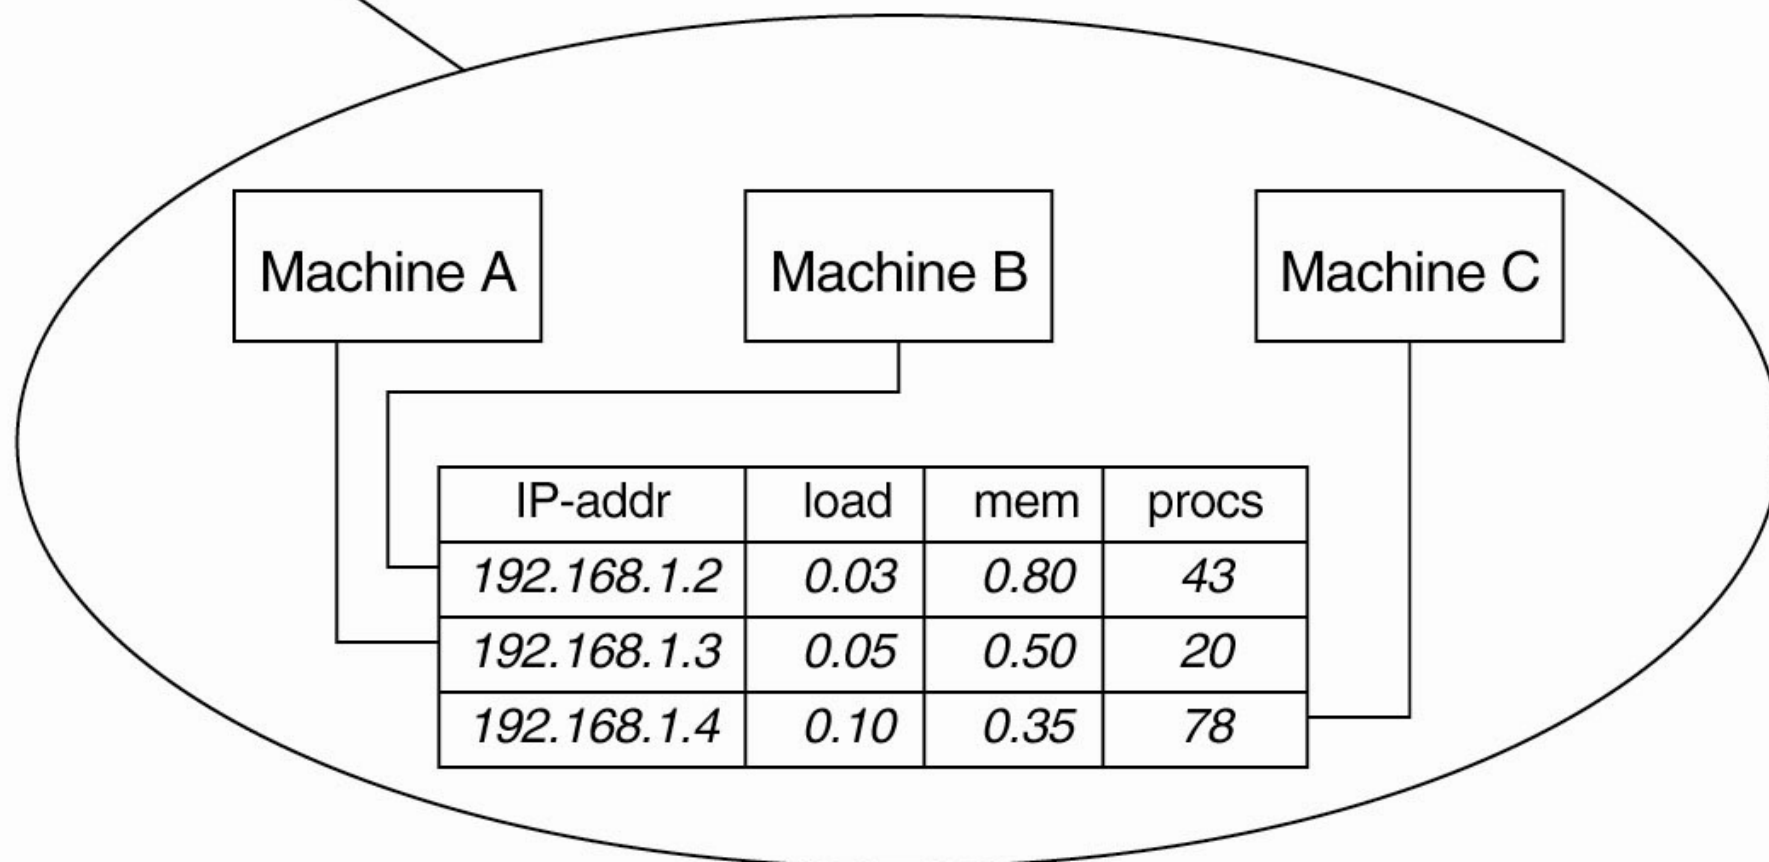 Machine A Machine B Machine C
IP-addr load mem procs
192.168.1.2 0.03 0.80 43
192.168.1.3 0.05 0.50 20
192.168.1.4 0.10 0.35 78